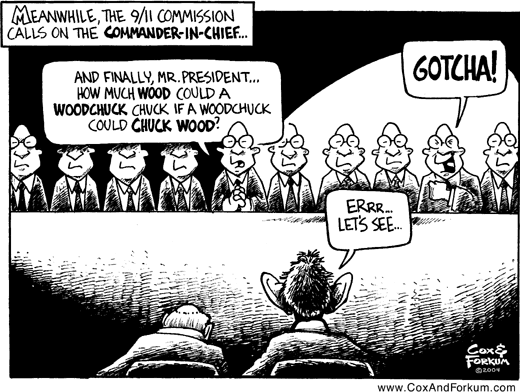 MEANWHILE, THE 9/11 COMMISSION
CALLS ON THE COMMANDER-IN-CHIEF...
AND FINALLY, MR. PRESIDENT...
HOW MUCH WOOD COULD A
WOODCHUCK CHUCK IF A WOODCHUCK
COULD CHUCK WOOD?
GOTCHA!
ERRR...
LET'S SEE...
COX &
FORKUM
©2004
www.CoxAndForkum.com